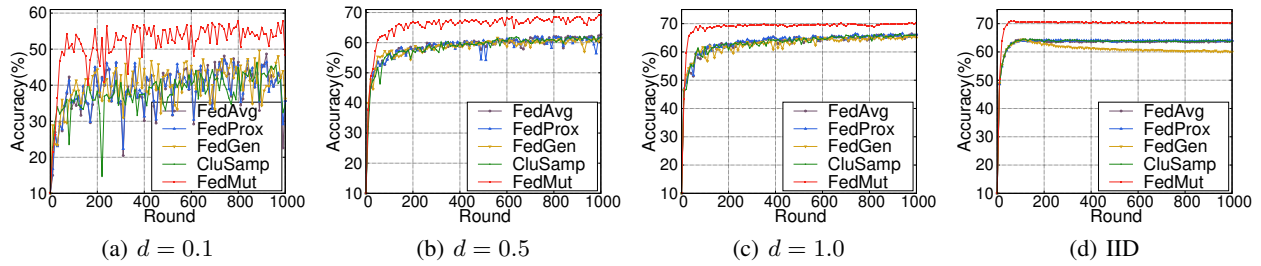 Accuracy(%)
60
50
40
30
20
10
0
200
400
600
800
1000
Round
FedAvg
FedProx
FedGen
CluSamp
FedMut
(a) d = 0.1
Accuracy(%)
70
60
50
40
30
20
10
0
200
400
600
800
1000
Round
FedAvg
FedProx
FedGen
CluSamp
FedMut
(b) d = 0.5
Accuracy(%)
70
60
50
40
30
20
10
0
200
400
600
800
1000
Round
FedAvg
FedProx
FedGen
CluSamp
FedMut
(c) d = 1.0
Accuracy(%)
70
60
50
40
30
20
10
0
200
400
600
800
1000
Round
FedAvg
FedProx
FedGen
CluSamp
FedMut
(d) IID